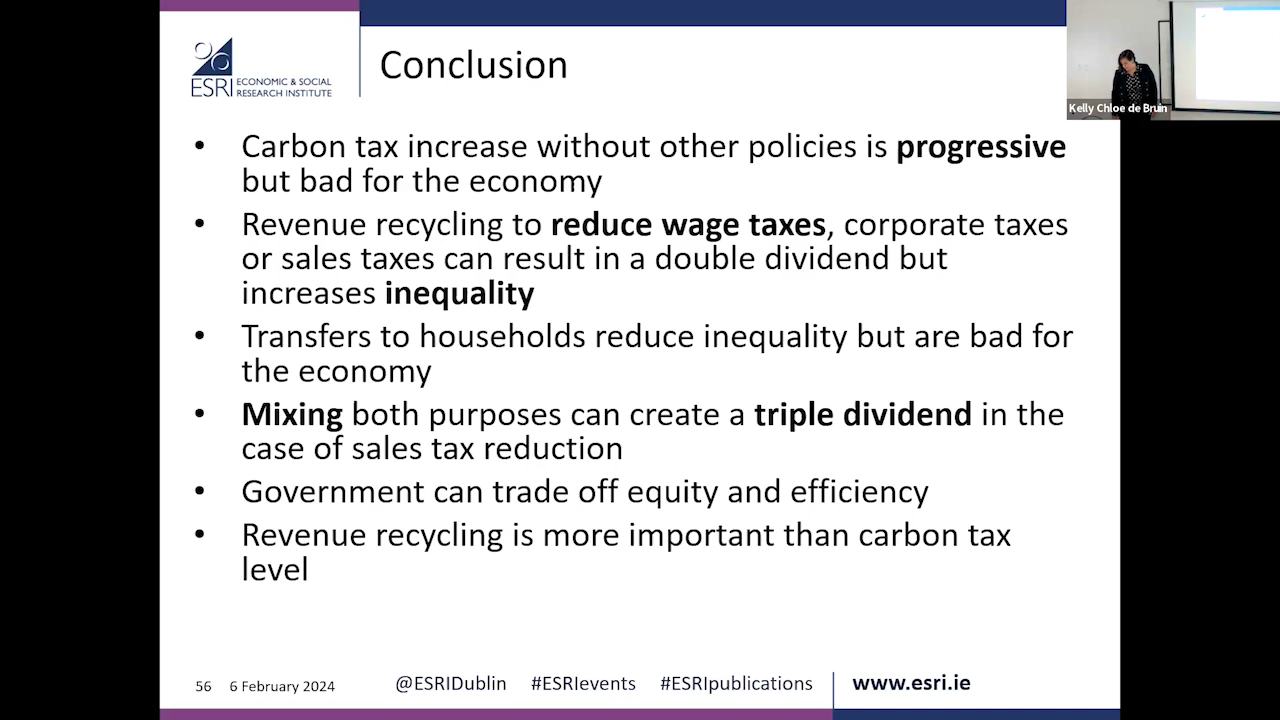 ESRI
ECONOMIC & SOCIAL
RESEARCH INSTITUTE
Conclusion
Kelly Chloe de Bruin
• Carbon tax increase without other policies is progressive
but bad for the economy
• Revenue recycling to reduce wage taxes, corporate taxes
or sales taxes can result in a double dividend but
increases inequality
• Transfers to households reduce inequality but are bad for
the economy
• Mixing both purposes can create a triple dividend in the
case of sales tax reduction
• Government can trade off equity and efficiency
• Revenue recycling is more important than carbon tax
level
56 6 February 2024 @ESRIDublin #ESRIevents #ESRIpublications www.esri.ie